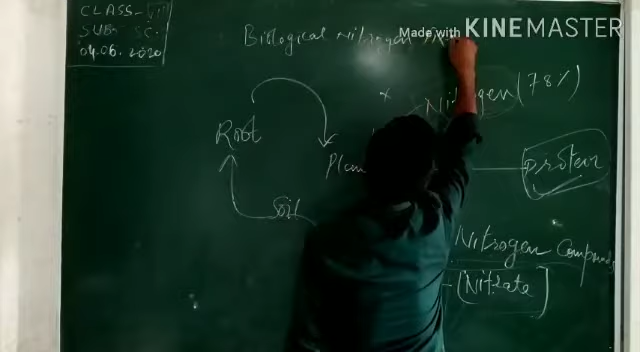 CLASS-VII
SUB- SC.
04.06.2020
Made with KINEMASTER
Biological nitrogen
* Nitrogen (78%)
Root
Plan
protein
Soil
Nitrogen Compounds
[Nitrate]